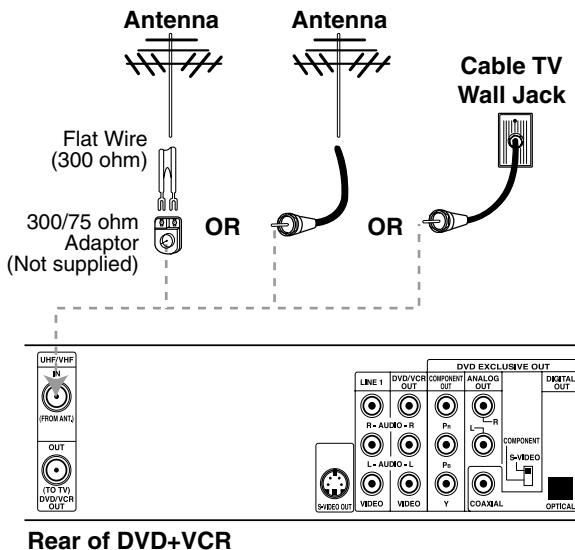 Antenna
Antenna
Cable TV
Wall Jack
Flat Wire
(300 ohm)
300/75 ohm
Adaptor
(Not supplied)
OR
OR
UHF/VHF
IN
(FROM ANT.)
OUT
(TO TV)
DVD/VCR
OUT
DVD EXCLUSIVE OUT
LINE 1
DVD/VCR
OUT
COMPONENT
OUT
ANALOG
OUT
DIGITAL
OUT
R - AUDIO - R
PR
R
L
L - AUDIO - L
PB
COMPONENT
S-VIDEO
S-VIDEO OUT
VIDEO
VIDEO
Y
COAXIAL
OPTICAL
Rear of DVD+VCR